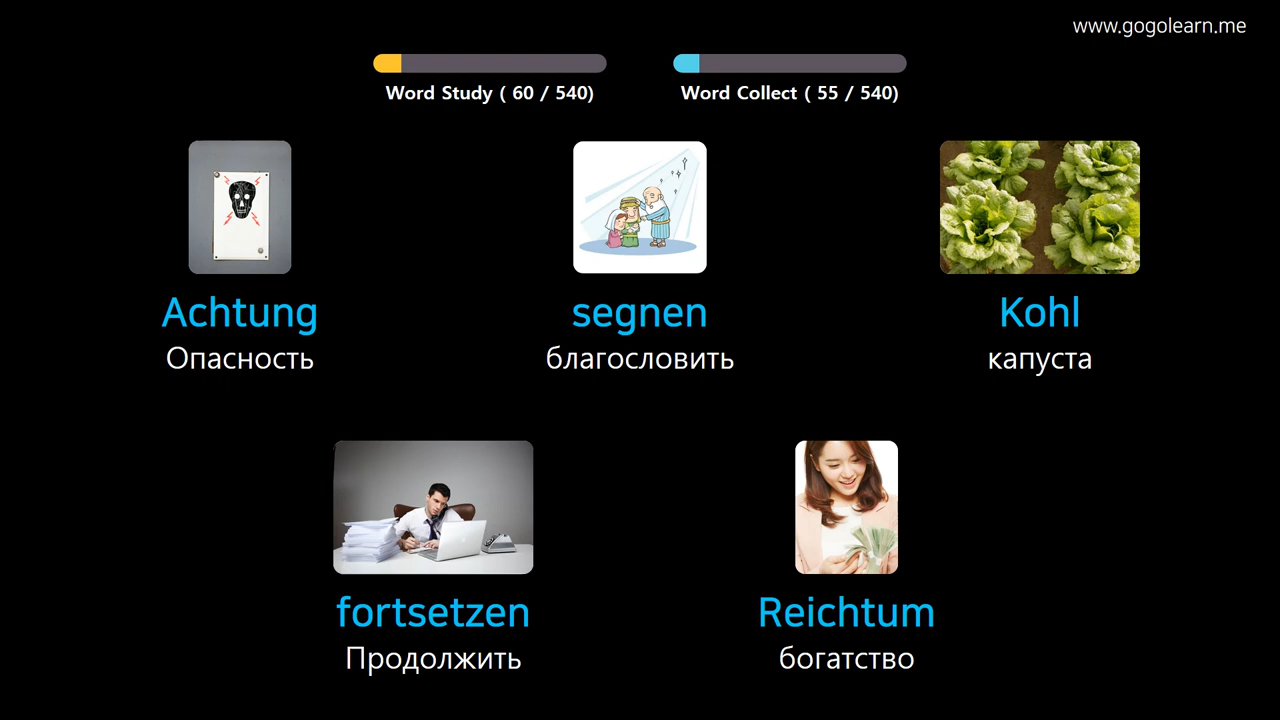 www.gogolearn.me
Word Study ( 60 / 540)
Word Collect ( 55 / 540)
Achtung
Опасность
segnen
благословить
Kohl
капуста
fortsetzen
Продолжить
Reichtum
богатство